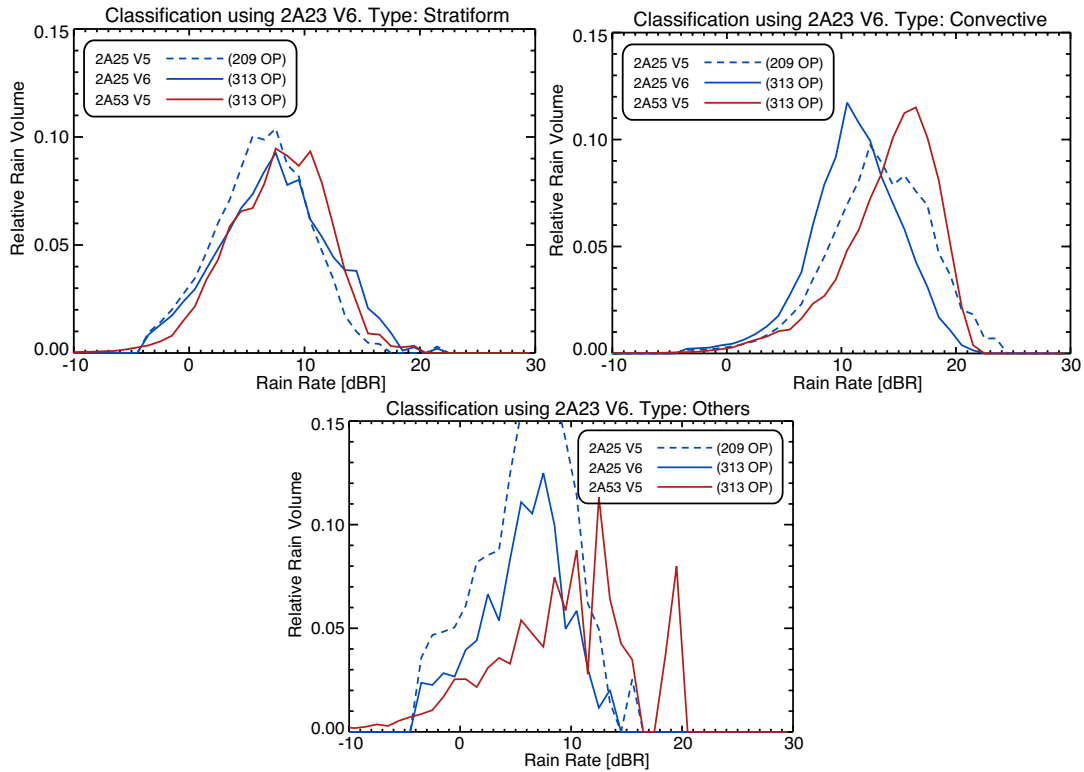 Classification using 2A23 V6. Type: Stratiform
0.15
0.10
0.05
0.00
Relative Rain Volume
2A25 V5 (209 OP)
2A25 V6 (313 OP)
2A53 V5 (313 OP)
-10 0 10 20 30
Rain Rate [dBR]
Classification using 2A23 V6. Type: Convective
0.15
0.10
0.05
0.00
Relative Rain Volume
2A25 V5 (209 OP)
2A25 V6 (313 OP)
2A53 V5 (313 OP)
-10 0 10 20 30
Rain Rate [dBR]
Classification using 2A23 V6. Type: Others
0.15
0.10
0.05
0.00
Relative Rain Volume
2A25 V5 (209 OP)
2A25 V6 (313 OP)
2A53 V5 (313 OP)
-10 0 10 20 30
Rain Rate [dBR]